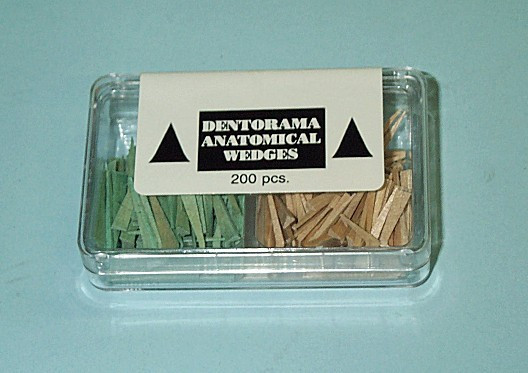 DENTORAMA
ANATOMICAL
WEDGES
200 pcs.